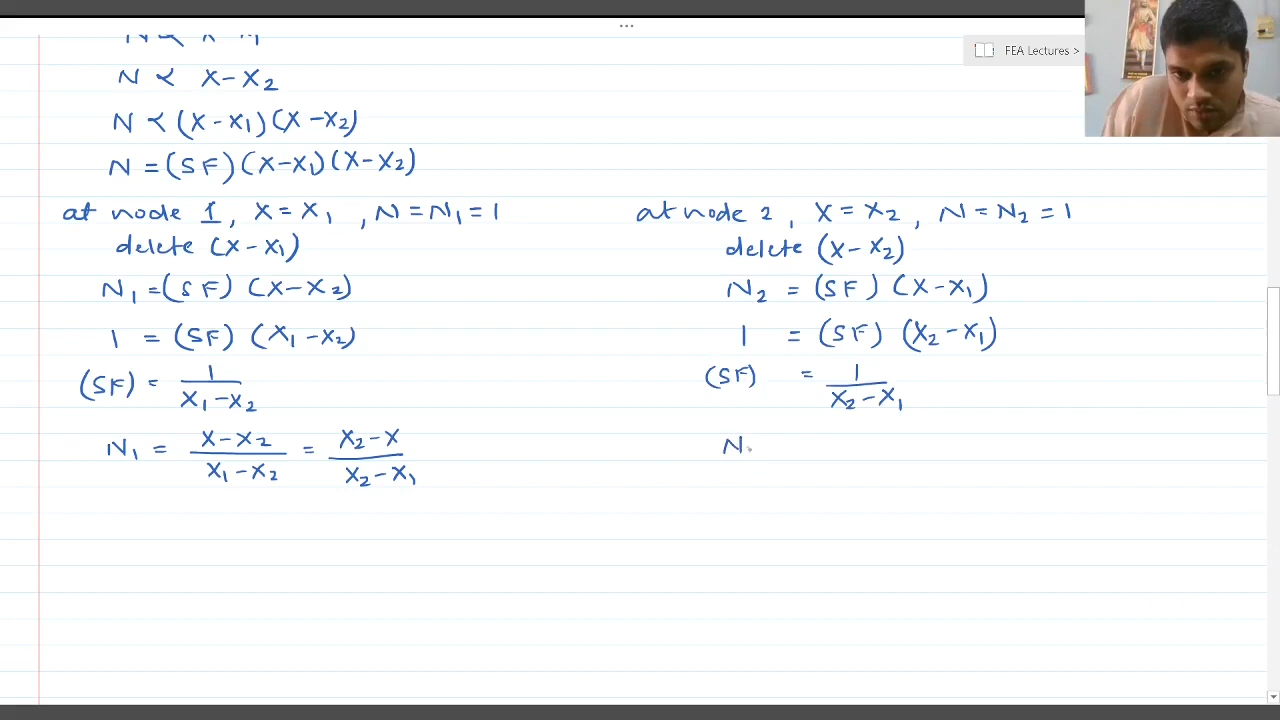 FEA Lectures >
N ∝ x - x2
N ∝ (x - x1)(x - x2)
N = (SF)(x-x1)(x-x2)
at node 1, x = x1, N = N1 = 1
delete (x - x1)
N1 = (SF)(x - x2)
1 = (SF)(x1 - x2)
(SF) = 1/(x1 - x2)
N1 = (x - x2)/(x1 - x2) = (x2 - x)/(x2 - x1)
at node 2, x = x2, N = N2 = 1
delete (x - x2)
N2 = (SF)(x - x1)
1 = (SF)(x2 - x1)
(SF) = 1/(x2 - x1)
N